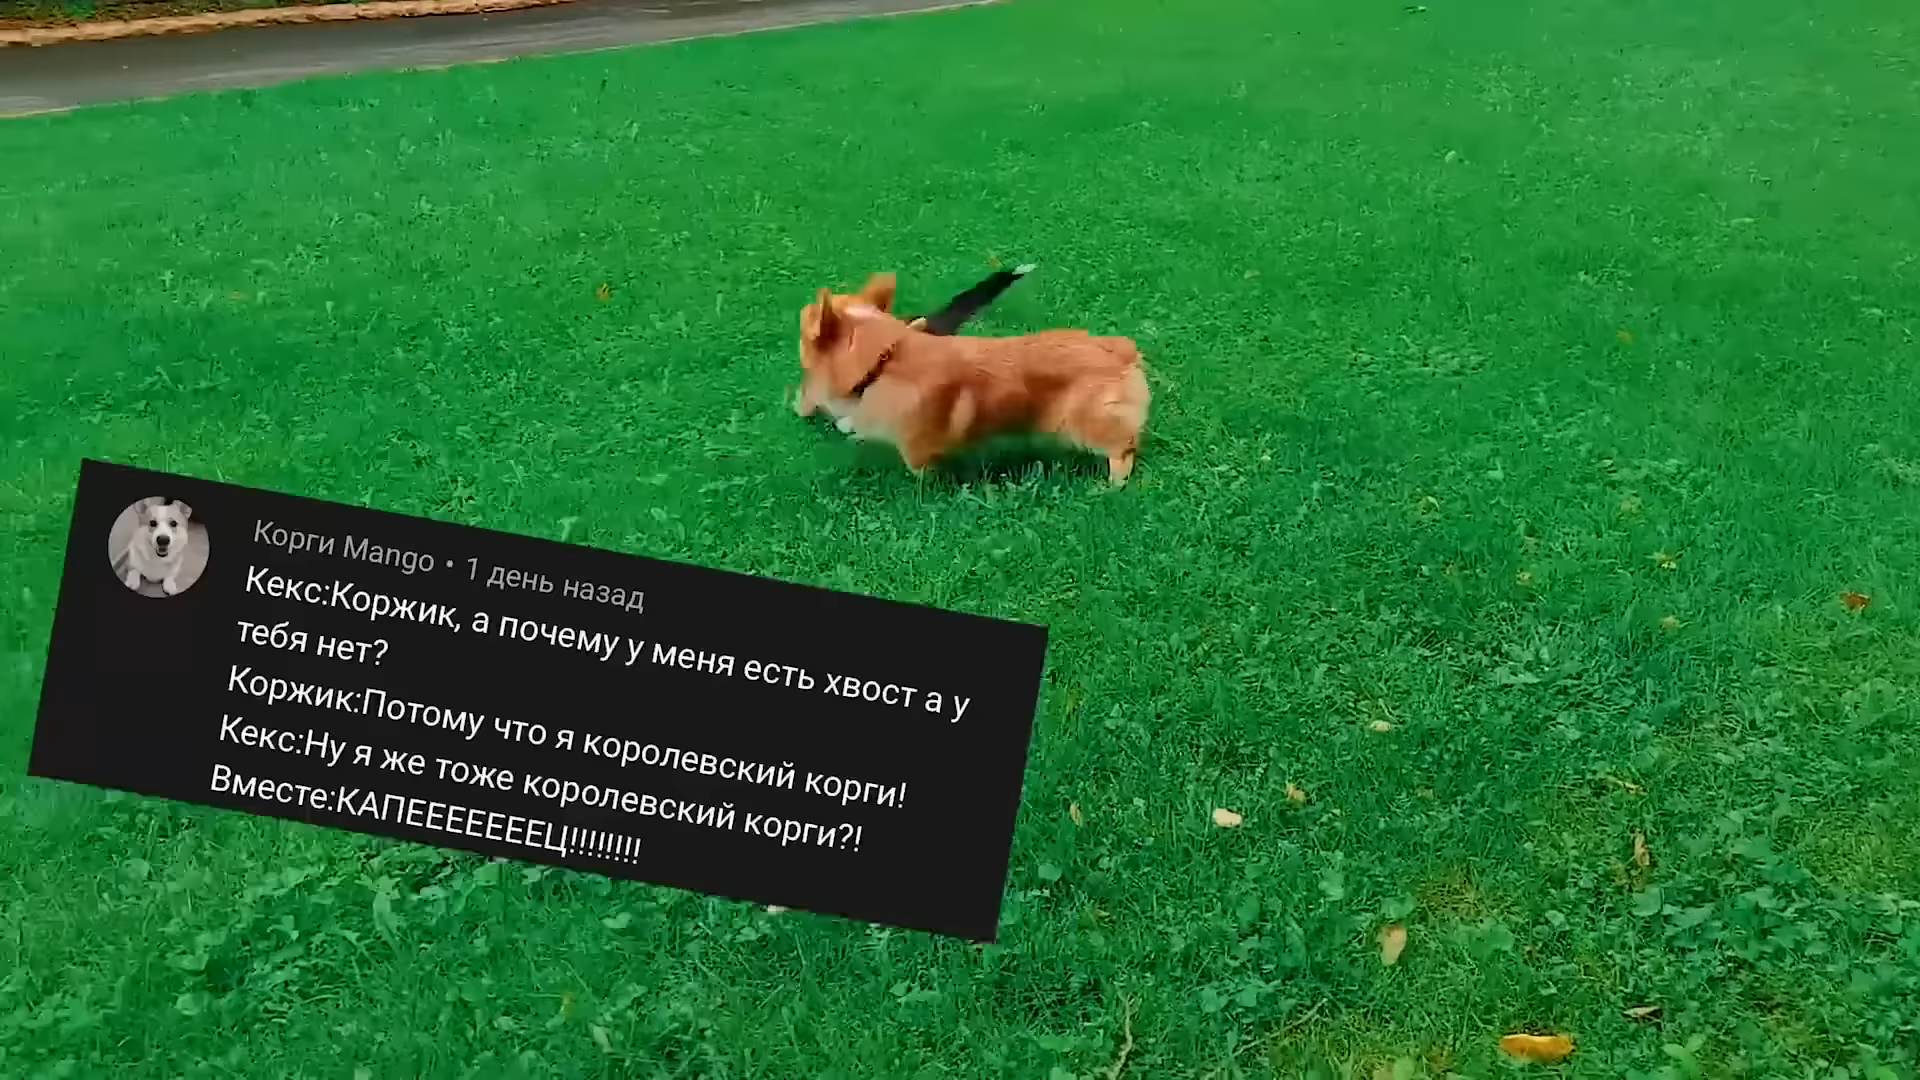 Корги Mango • 1 день назад
Кекс:Коржик, а почему у меня есть хвост а у
тебя нет?
Коржик:Потому что я королевский корги!
Кекс:Ну я же тоже королевский корги?!
Вместе:КАПЕЕЕЕЕЕЕЦ!!!!!!!!